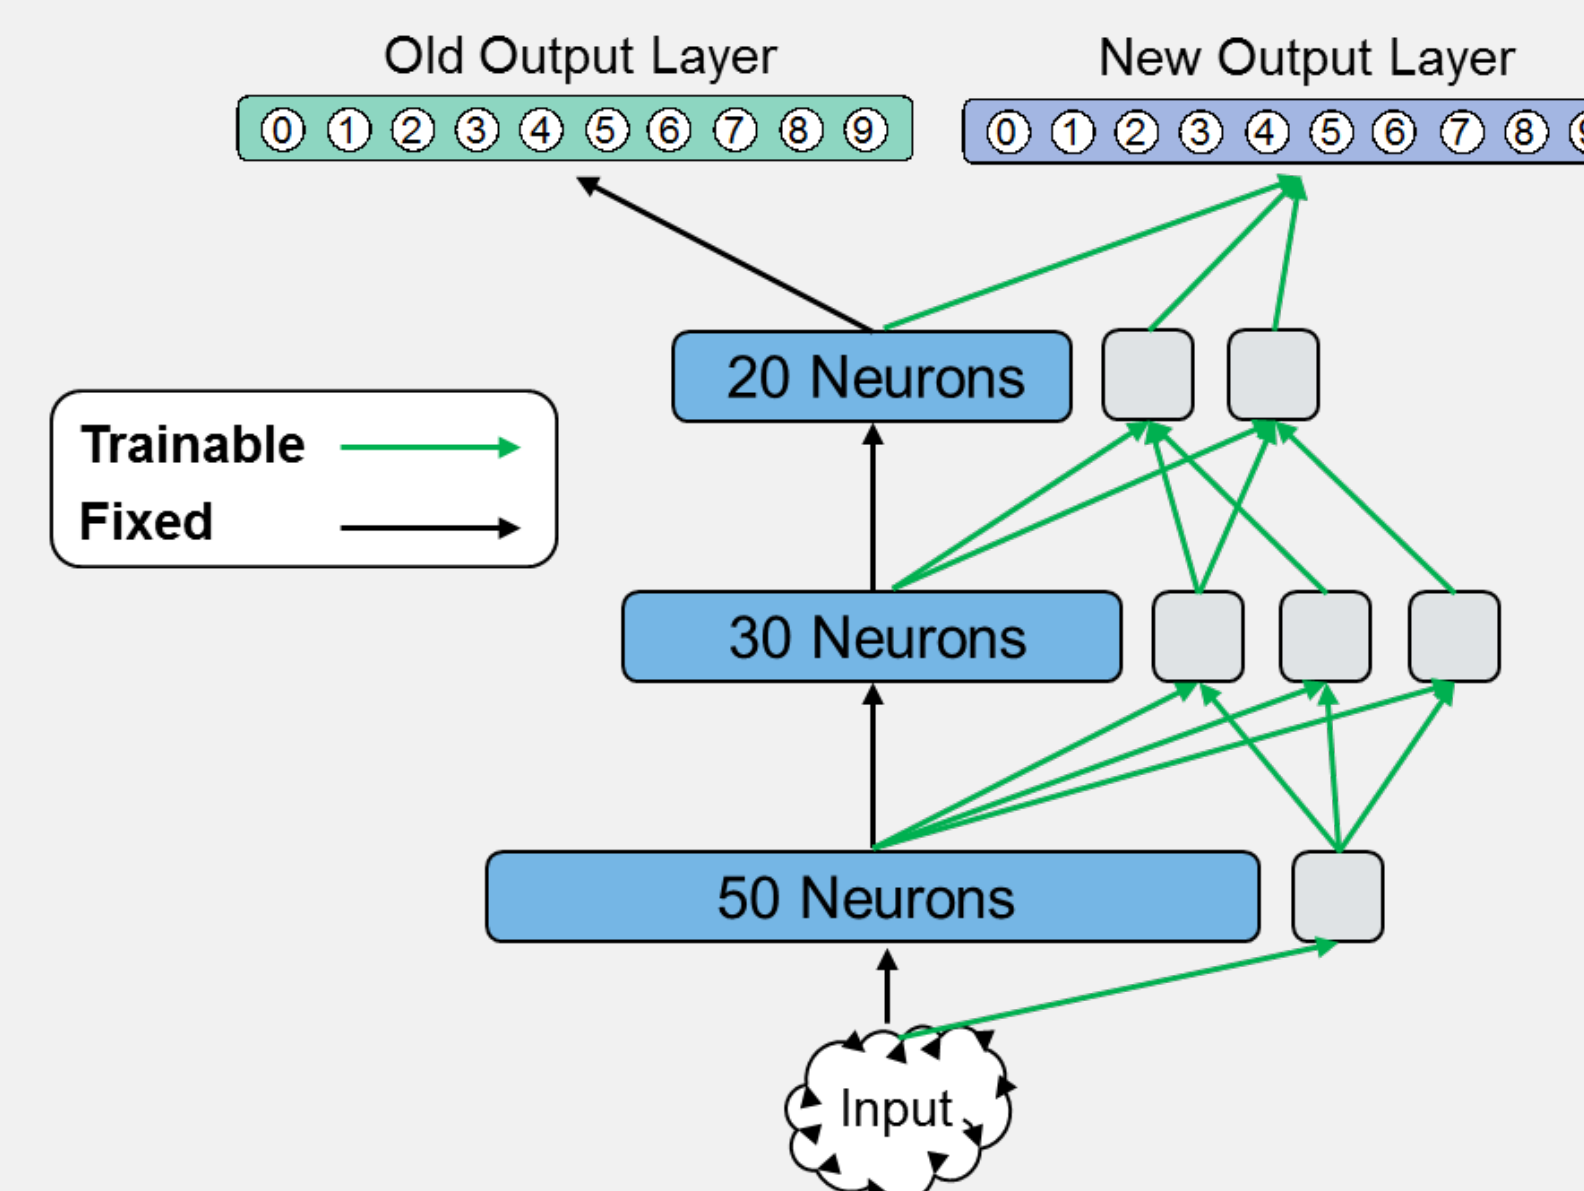 Old Output Layer
New Output Layer
0 1 2 3 4 5 6 7 8 9
0 1 2 3 4 5 6 7 8
20 Neurons
Trainable
Fixed
30 Neurons
50 Neurons
Input